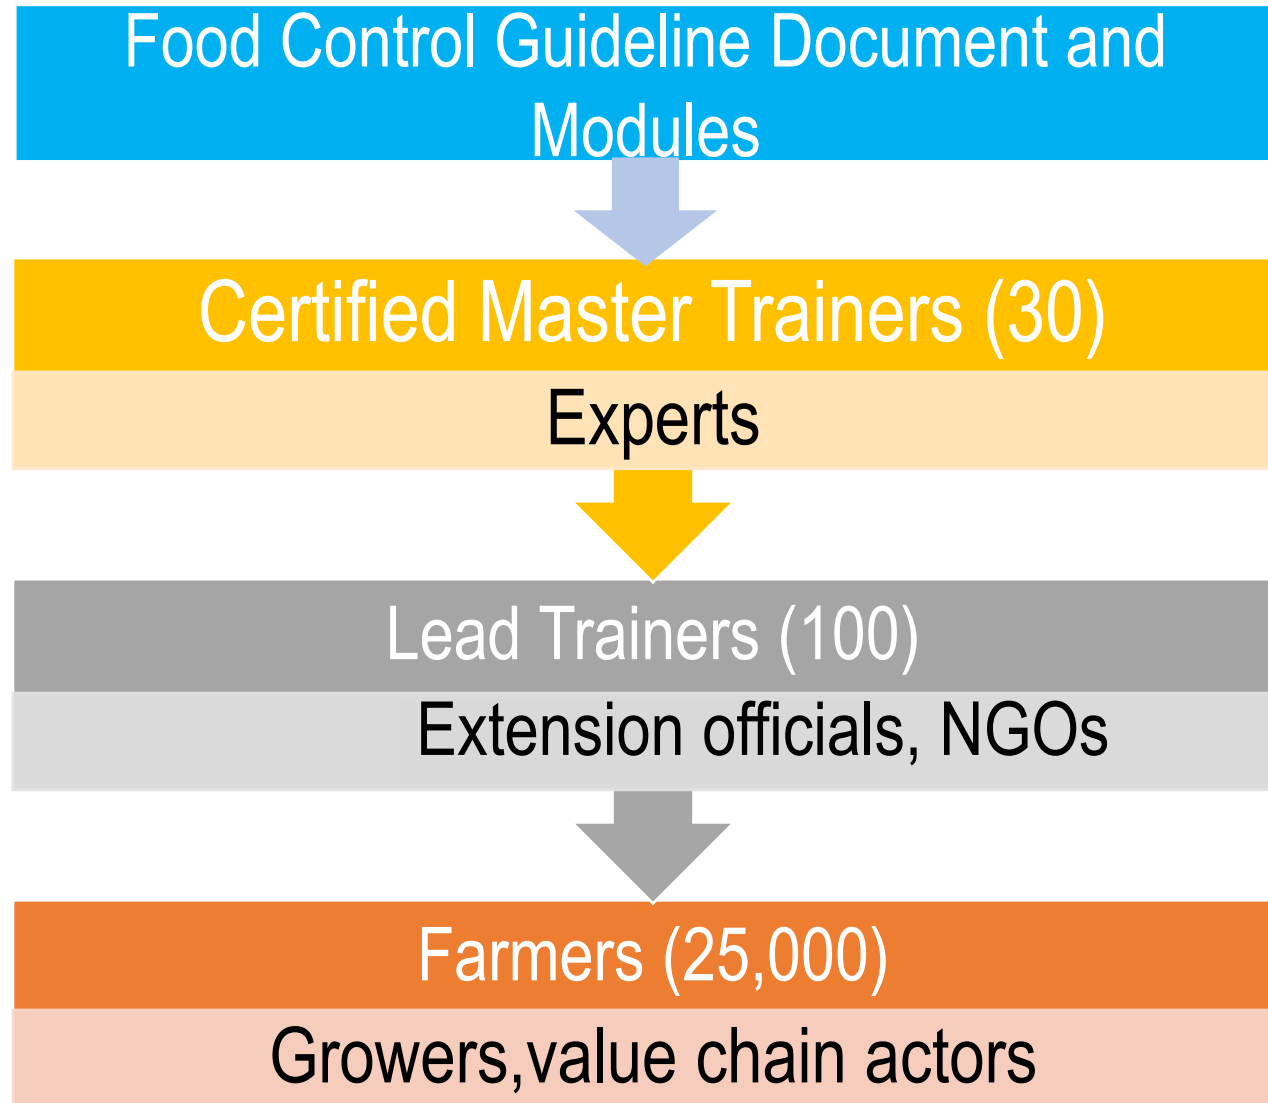 Food Control Guideline Document and
Modules
Certified Master Trainers (30)
Experts
Lead Trainers (100)
Extension officials, NGOs
Farmers (25,000)
Growers,value chain actors